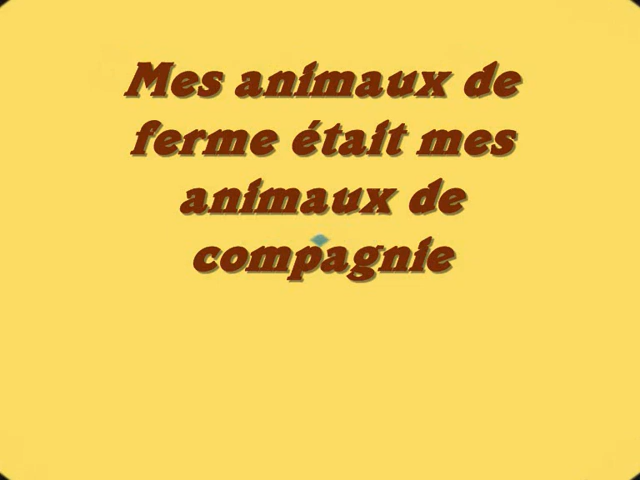 Mes animaux de
ferme était mes
animaux de
compagnie